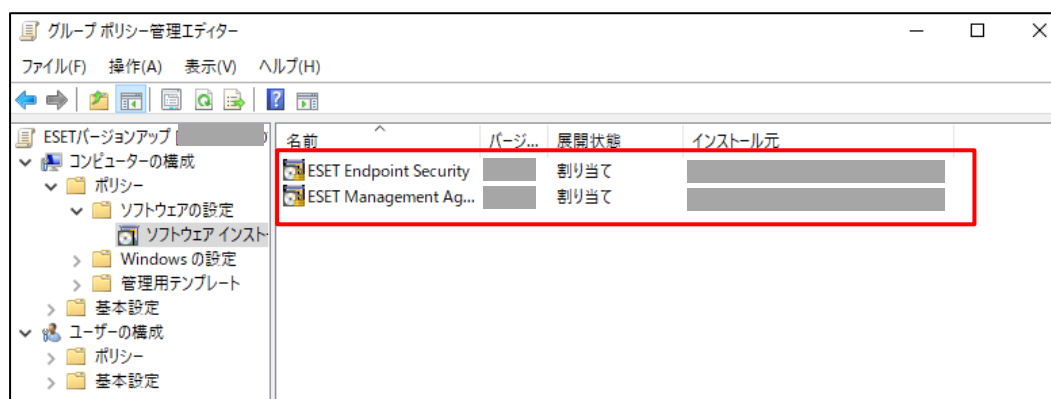 グループ ポリシー管理エディター
ファイル(F) 操作(A) 表示(V) ヘルプ(H)
ESETバージョンアップ
コンピューターの構成
ポリシー
ソフトウェアの設定
ソフトウェア インスト
Windows の設定
管理用テンプレート
基本設定
ユーザーの構成
ポリシー
基本設定
名前 バージ... 展開状態 インストール元
ESET Endpoint Security 割り当て
ESET Management Ag... 割り当て